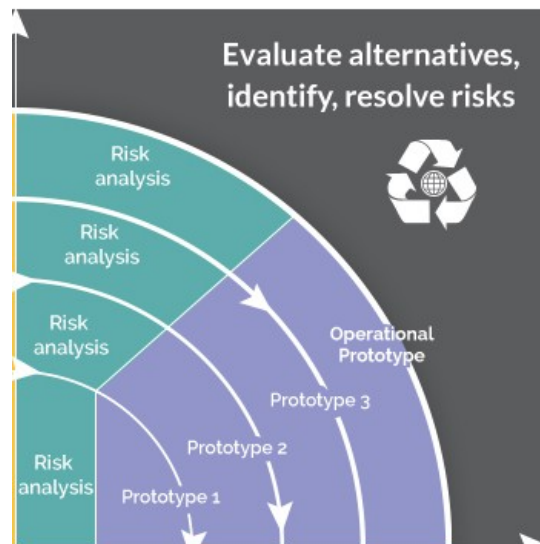 Evaluate alternatives,
identify, resolve risks
Risk
analysis
Risk
analysis
Risk
analysis
Risk
analysis
Operational
Prototype
Prototype 3
Prototype 2
Prototype 1